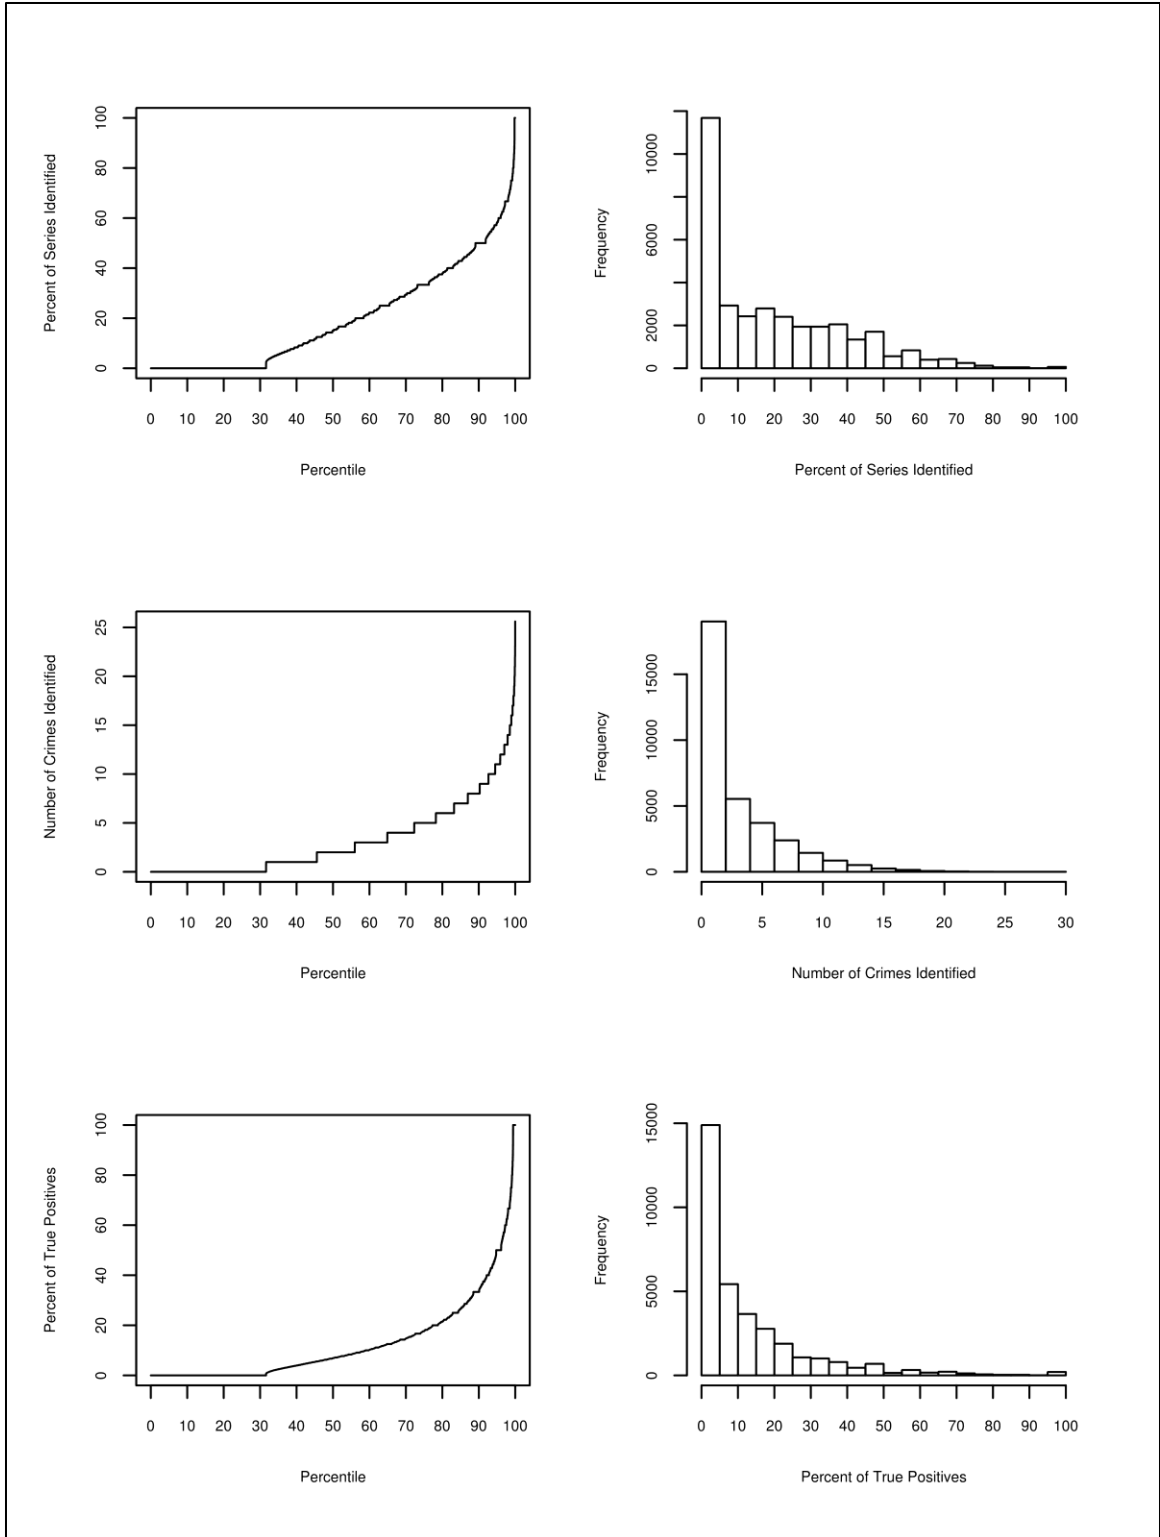 Percent of Series Identified
100
80
60
40
20
0
0 10 20 30 40 50 60 70 80 90 100
Percentile
Frequency
10000
6000
2000
0
0 10 20 30 40 50 60 70 80 90 100
Percent of Series Identified
Number of Crimes Identified
25
20
15
10
5
0
0 10 20 30 40 50 60 70 80 90 100
Percentile
Frequency
15000
10000
5000
0
0 5 10 15 20 25 30
Number of Crimes Identified
Percent of True Positives
100
80
60
40
20
0
0 10 20 30 40 50 60 70 80 90 100
Percentile
Frequency
15000
10000
5000
0
0 10 20 30 40 50 60 70 80 90 100
Percent of True Positives